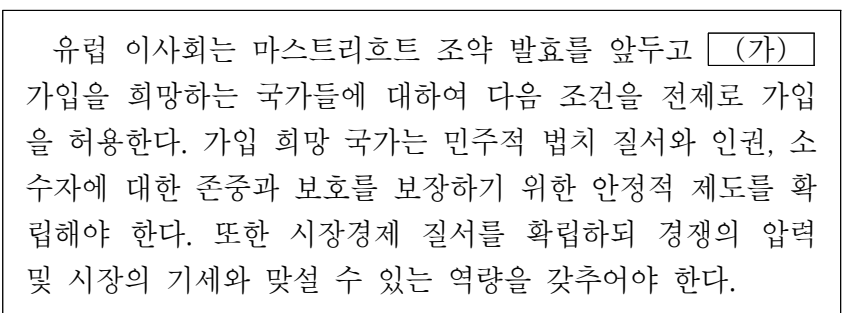 유럽 이사회는 마스트리흐트 조약 발효를 앞두고 (가)
가입을 희망하는 국가들에 대하여 다음 조건을 전제로 가입
을 허용한다. 가입 희망 국가는 민주적 법치 질서와 인권, 소
수자에 대한 존중과 보호를 보장하기 위한 안정적 제도를 확
립해야 한다. 또한 시장경제 질서를 확립하되 경쟁의 압력
및 시장의 기세와 맞설 수 있는 역량을 갖추어야 한다.